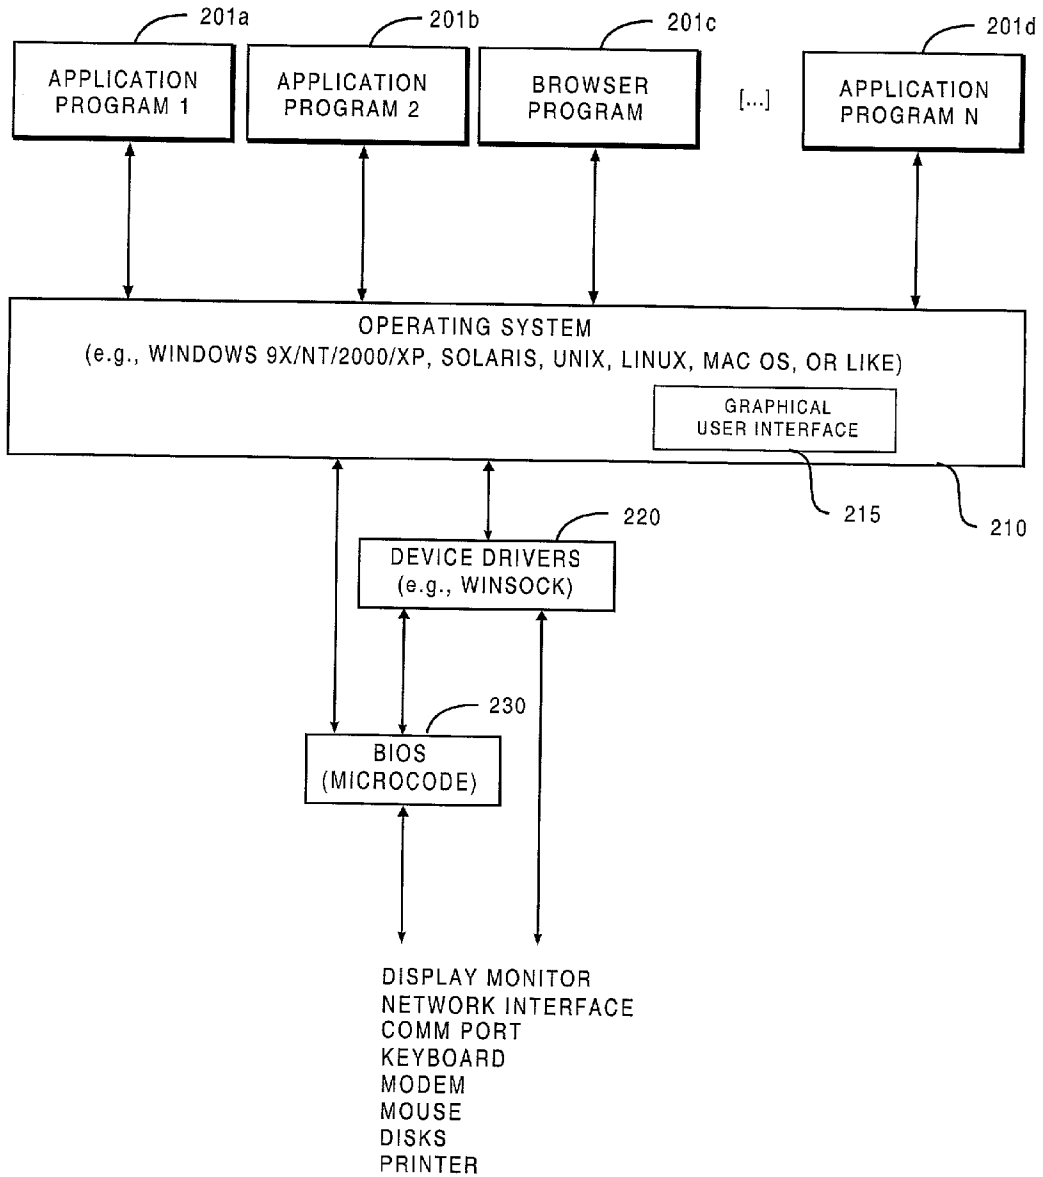 201a
201b
201c
201d
APPLICATION
PROGRAM 1
APPLICATION
PROGRAM 2
BROWSER
PROGRAM
[...]
APPLICATION
PROGRAM N
OPERATING SYSTEM
(e.g., WINDOWS 9X/NT/2000/XP, SOLARIS, UNIX, LINUX, MAC OS, OR LIKE)
GRAPHICAL
USER INTERFACE
215
210
220
DEVICE DRIVERS
(e.g., WINSOCK)
230
BIOS
(MICROCODE)
DISPLAY MONITOR
NETWORK INTERFACE
COMM PORT
KEYBOARD
MODEM
MOUSE
DISKS
PRINTER